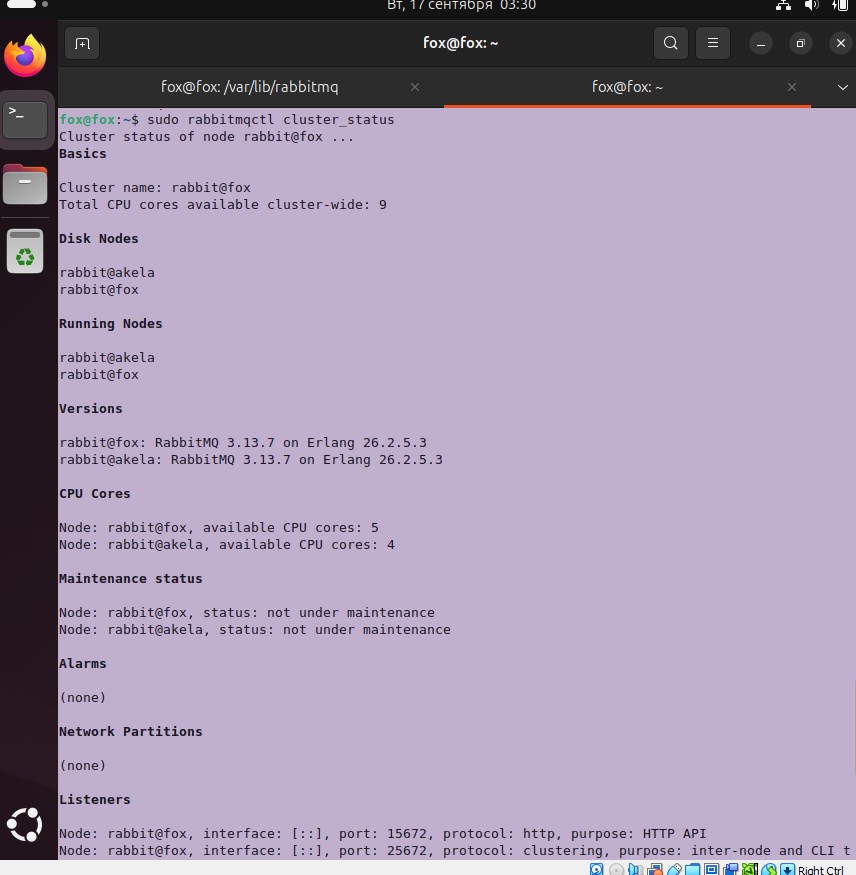 Вт, 17 сентября 03:30
fox@fox: ~
fox@fox: /var/lib/rabbitmq
fox@fox: ~
fox@fox:~$ sudo rabbitmqctl cluster_status
Cluster status of node rabbit@fox ...
Basics
Cluster name: rabbit@fox
Total CPU cores available cluster-wide: 9
Disk Nodes
rabbit@akela
rabbit@fox
Running Nodes
rabbit@akela
rabbit@fox
Versions
rabbit@fox: RabbitMQ 3.13.7 on Erlang 26.2.5.3
rabbit@akela: RabbitMQ 3.13.7 on Erlang 26.2.5.3
CPU Cores
Node: rabbit@fox, available CPU cores: 5
Node: rabbit@akela, available CPU cores: 4
Maintenance status
Node: rabbit@fox, status: not under maintenance
Node: rabbit@akela, status: not under maintenance
Alarms
(none)
Network Partitions
(none)
Listeners
Node: rabbit@fox, interface: [::], port: 15672, protocol: http, purpose: HTTP API
Node: rabbit@fox, interface: [::], port: 25672, protocol: clustering, purpose: inter-node and CLI t
Right Ctrl